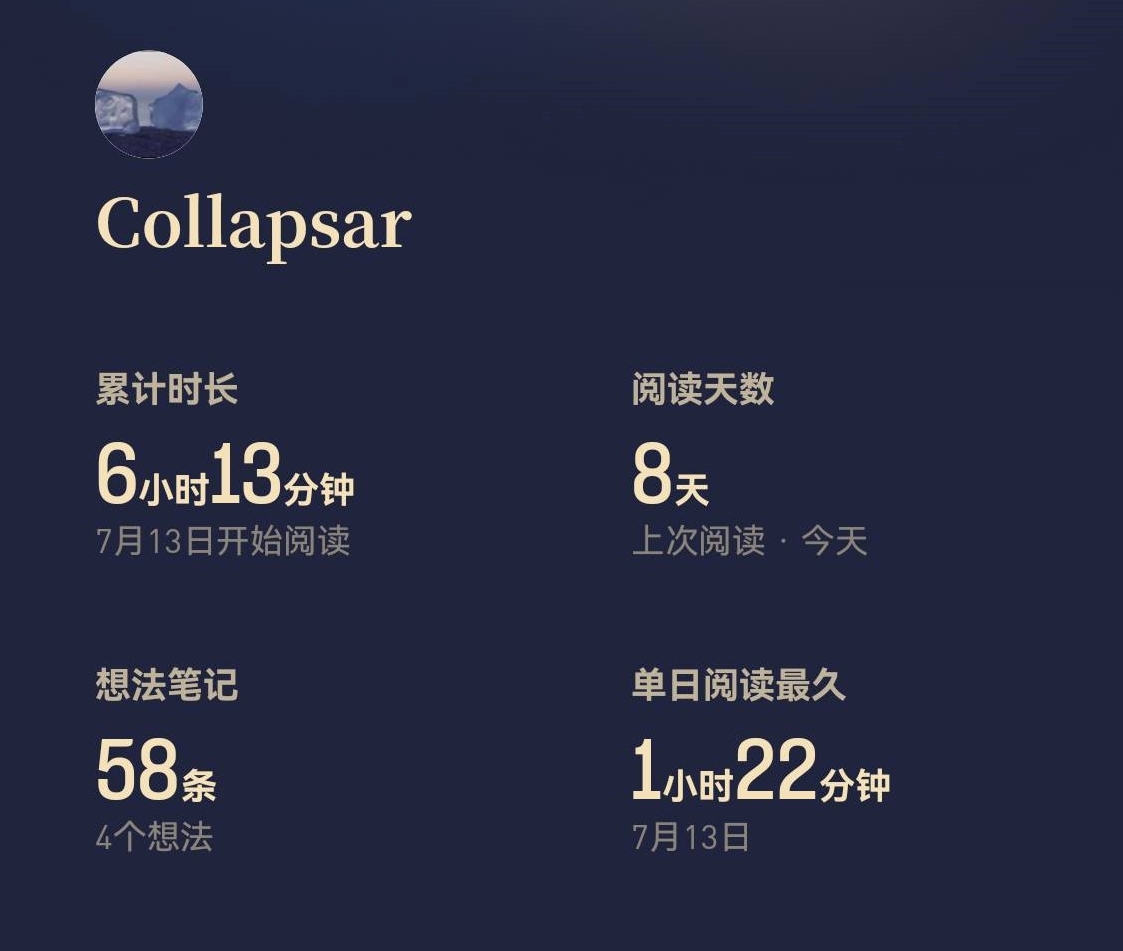 Collapsar
累计时长
6小时13分钟
7月13日开始阅读
阅读天数
8天
上次阅读 · 今天
想法笔记
58条
4个想法
单日阅读最久
1小时22分钟
7月13日